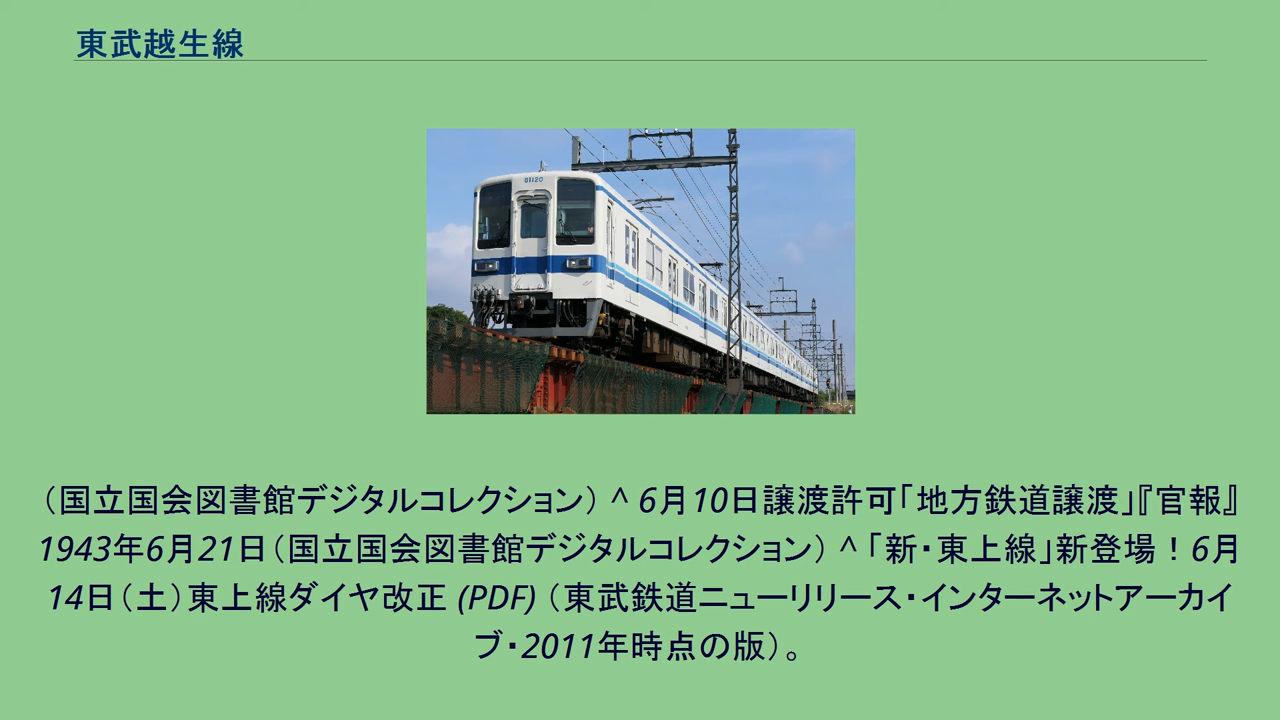 東武越生線
81120
（国立国会図書館デジタルコレクション） ^ 6月10日譲渡許可「地方鉄道譲渡」『官報』
1943年6月21日（国立国会図書館デジタルコレクション） ^ 「新・東上線」新登場！6月
14日（土）東上線ダイヤ改正 (PDF) （東武鉄道ニューリリース・インターネットアーカイ
ブ・2011年時点の版）。